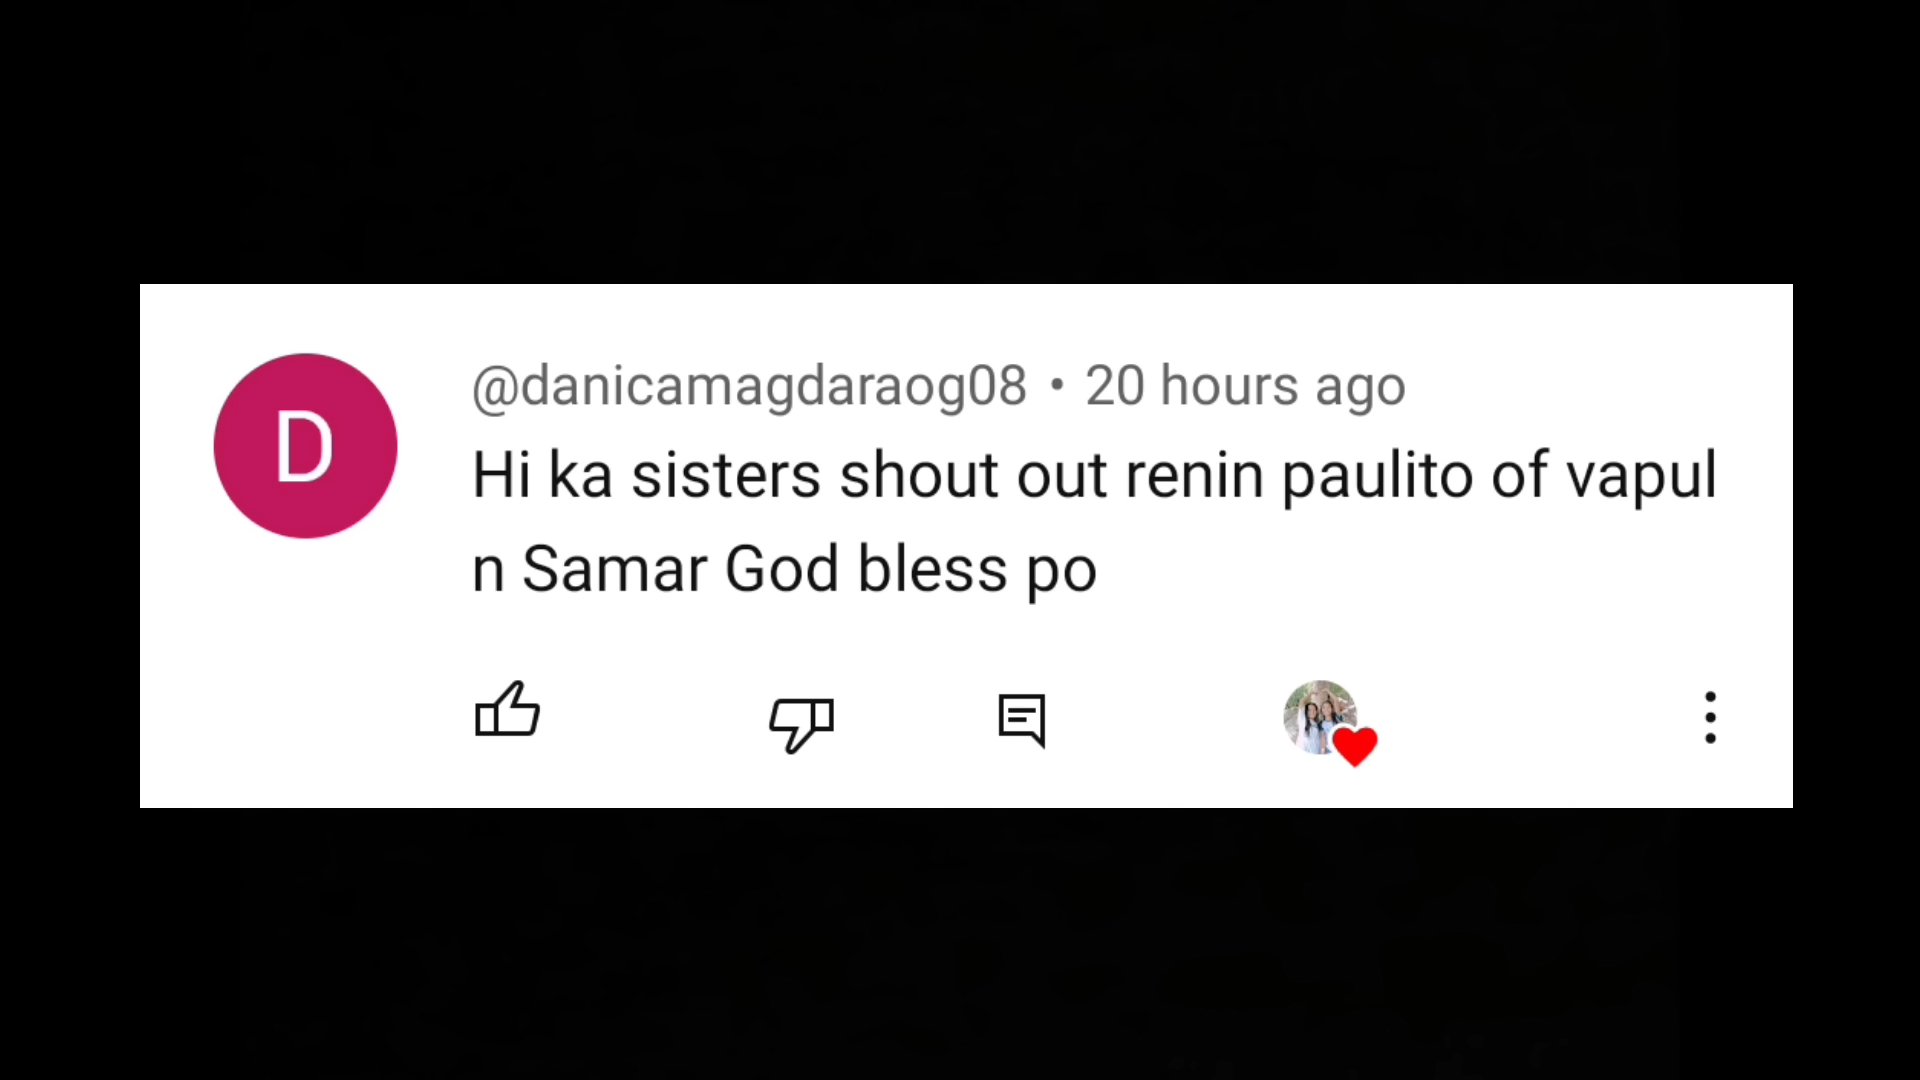 D
@danicamagdaraog08 • 20 hours ago
Hi ka sisters shout out renin paulito of vapul
n Samar God bless po